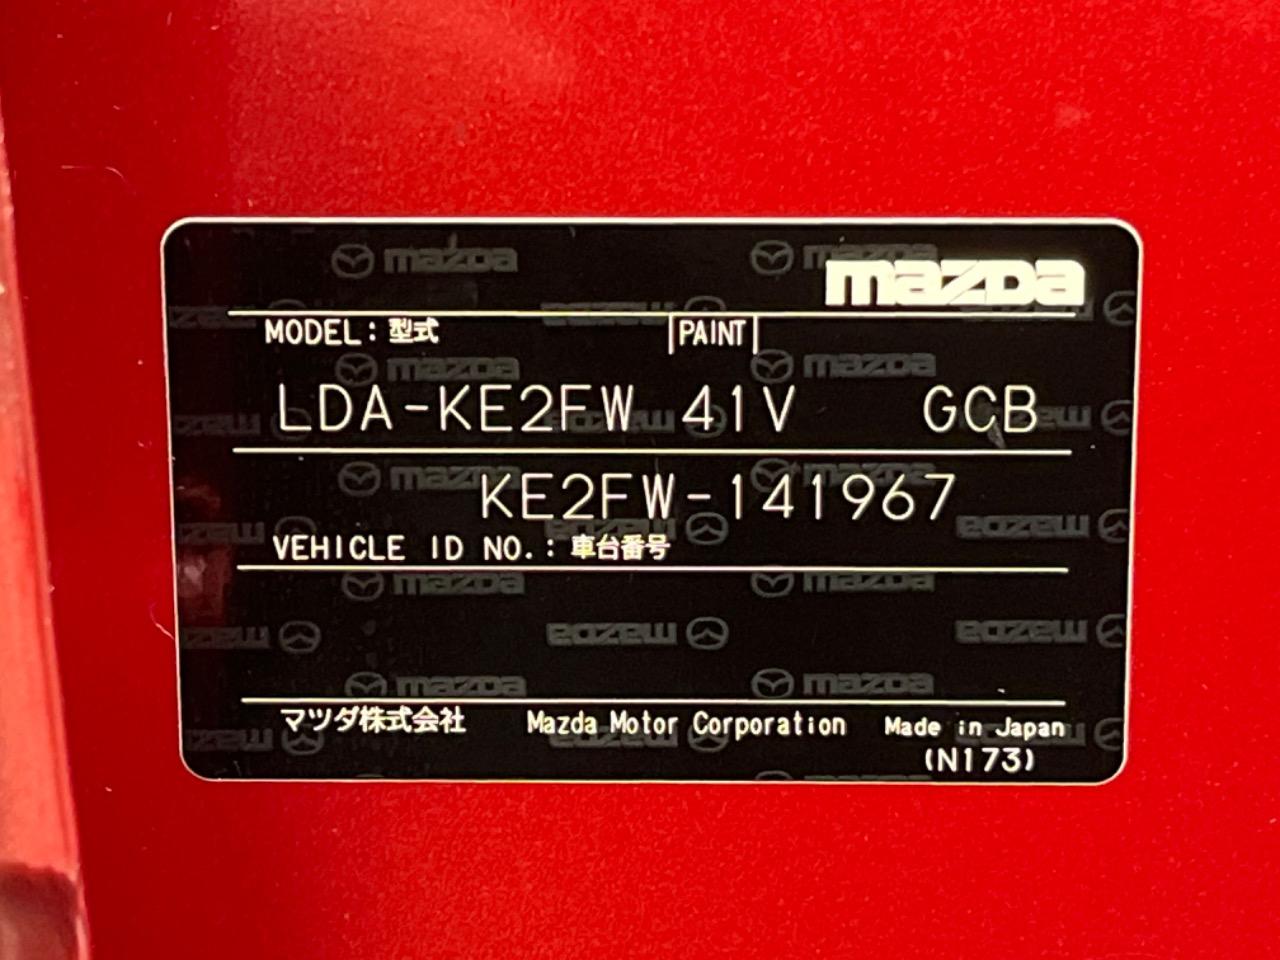 mazda
MODEL: 型式 PAINT
LDA-KE2FW 41V GCB
KE2FW-141967
VEHICLE ID NO.: 車台番号
マツダ株式会社 Mazda Motor Corporation Made in Japan
(N173)